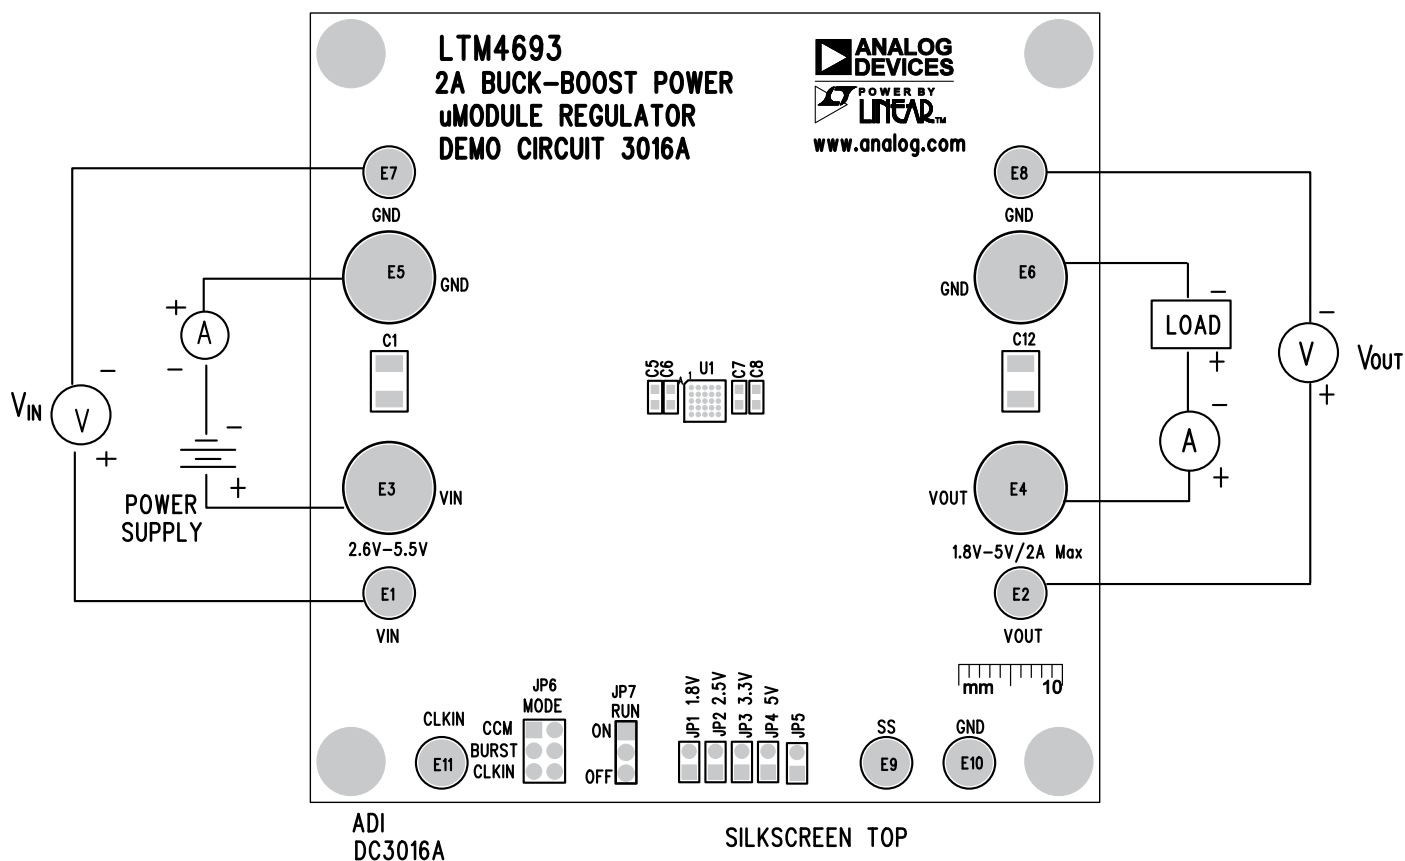 LTM4693
2A BUCK-BOOST POWER
uMODULE REGULATOR
DEMO CIRCUIT 3016A
ANALOG
DEVICES
POWER BY
LINEAR™
www.analog.com
E7
GND
E8
GND
E5
GND
E6
GND
+
A
-
-
+
POWER
SUPPLY
VIN
-
V
+
-
LOAD
+
-
A
+
-
V
+
VOUT
C1
C12
C5
C6
A
1
U1
C7
C8
E3
VIN
2.6V-5.5V
E4
VOUT
1.8V-5V/2A Max
E1
VIN
E2
VOUT
mm 10
CLKIN
E11
JP6
MODE
CCM
BURST
CLKIN
JP7
RUN
ON
OFF
JP1 1.8V
JP2 2.5V
JP3 3.3V
JP4 5V
JP5
SS
E9
GND
E10
ADI
DC3016A
SILKSCREEN TOP